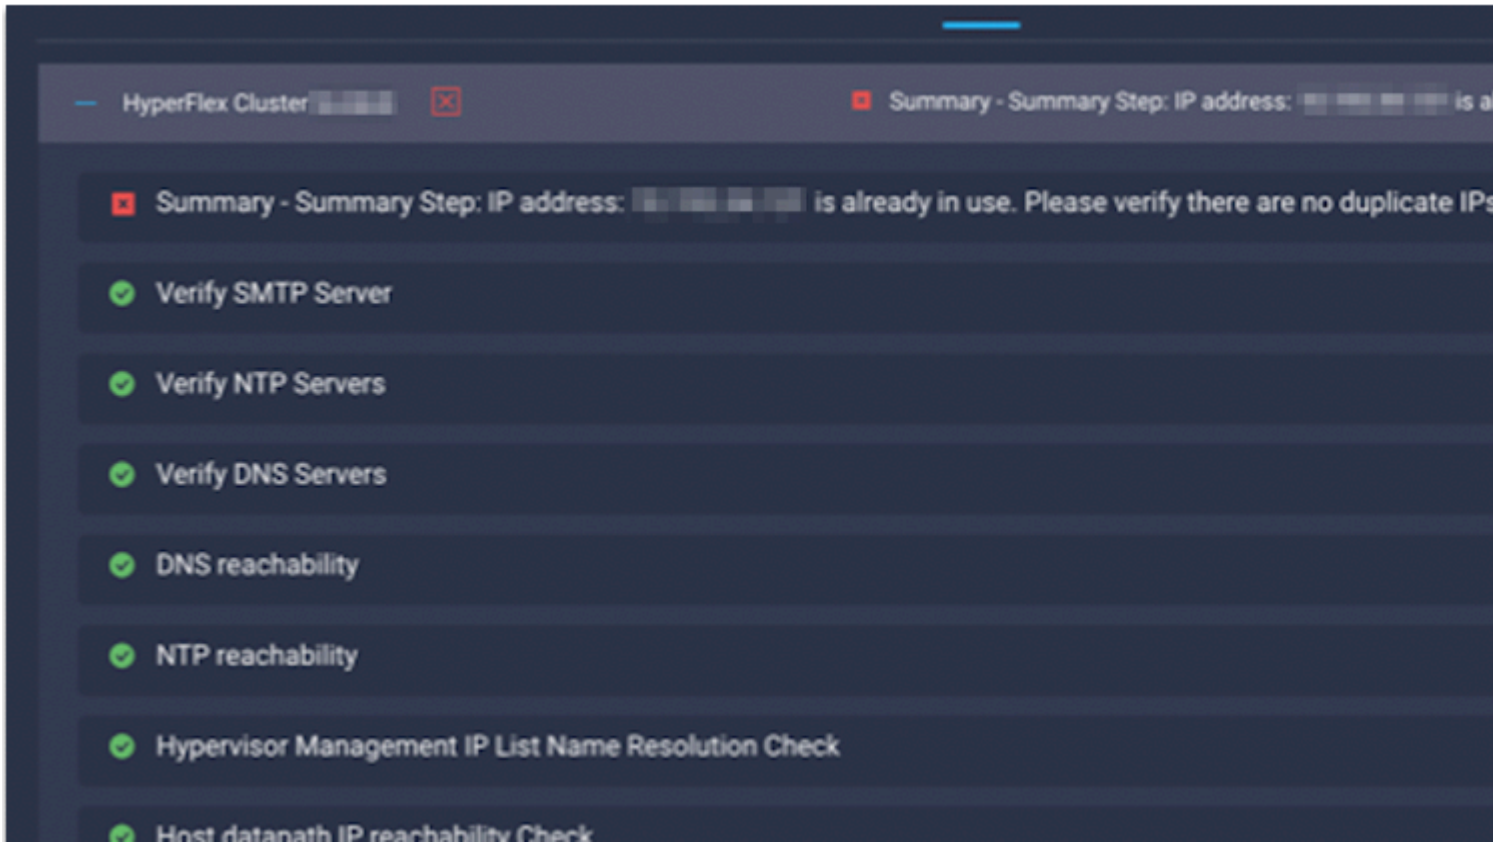 HyperFlex Cluster
Summary - Summary Step: IP address: is
Summary - Summary Step: IP address: is already in use. Please verify there are no duplicate IPs
Verify SMTP Server
Verify NTP Servers
Verify DNS Servers
DNS reachability
NTP reachability
Hypervisor Management IP List Name Resolution Check
Host datapath IP reachability Check